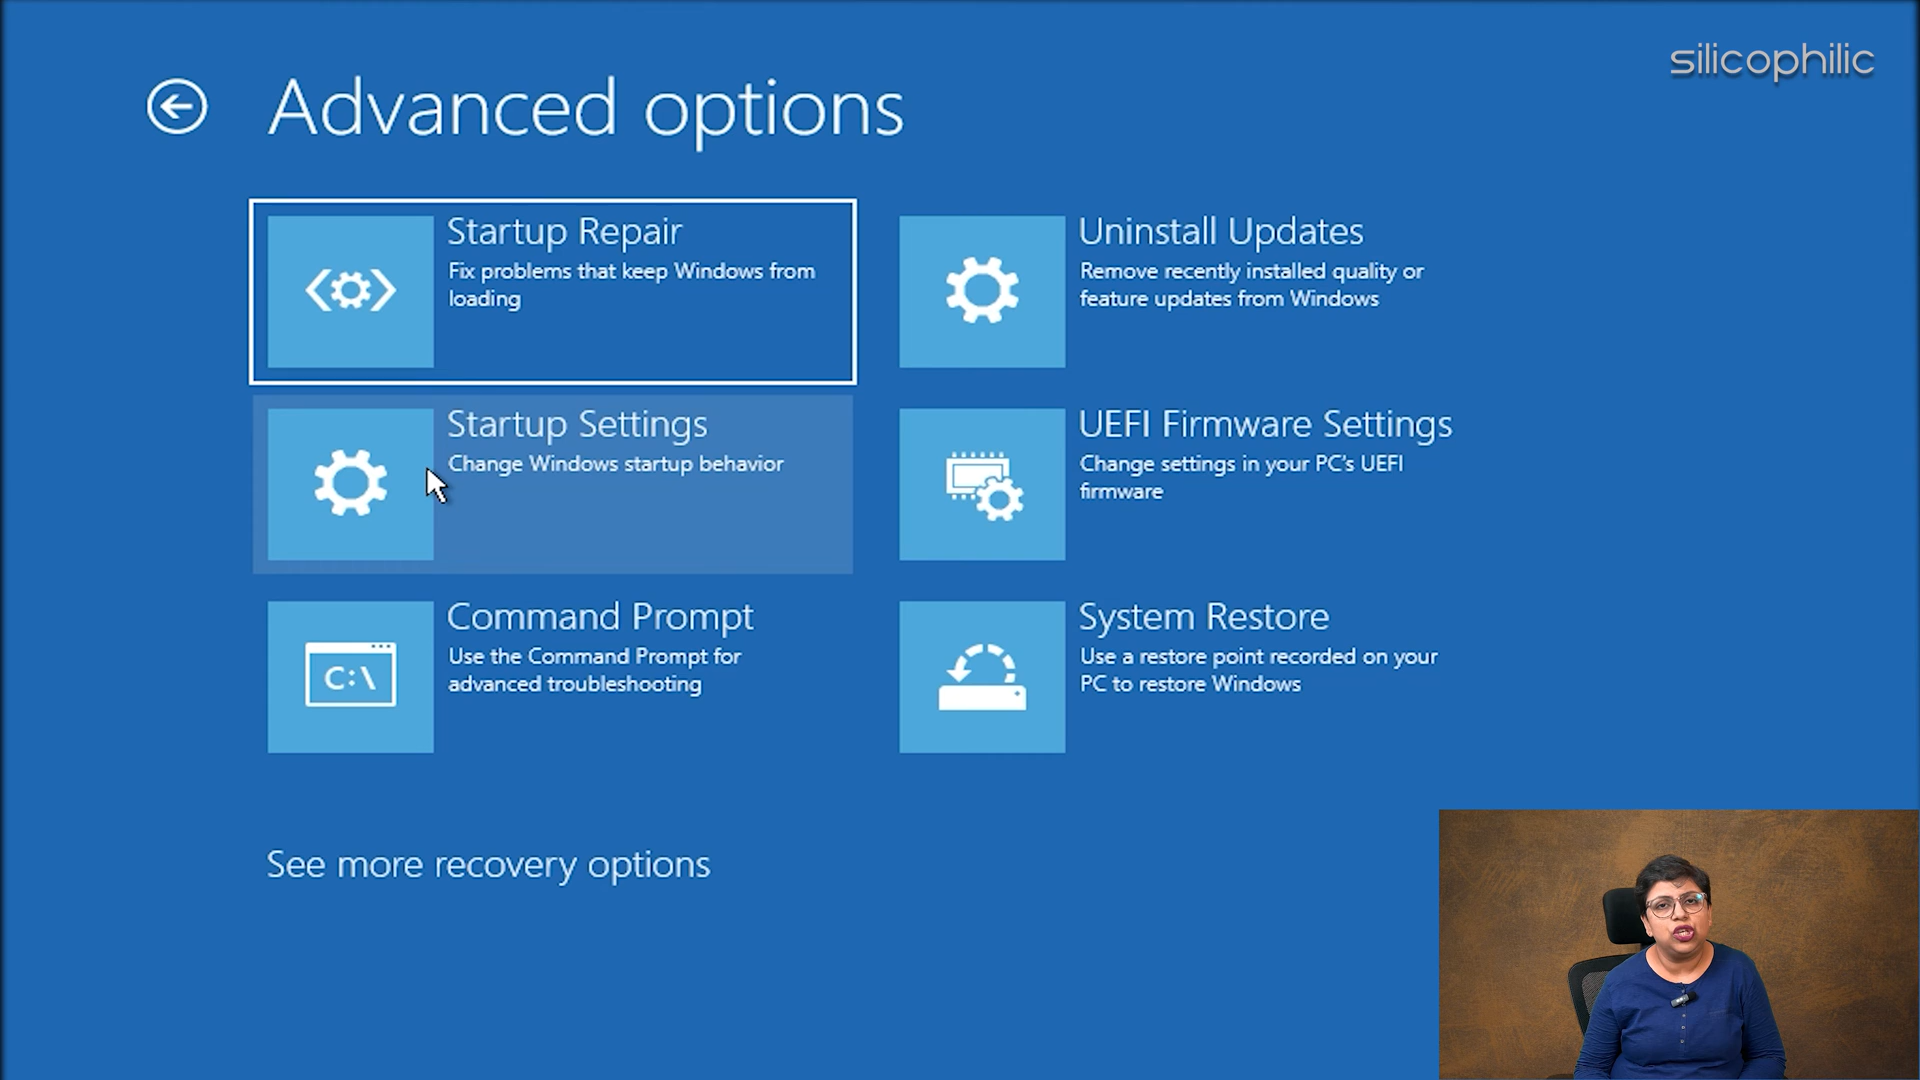 silicophilic
Advanced options
Startup Repair
Fix problems that keep Windows from
loading
Uninstall Updates
Remove recently installed quality or
feature updates from Windows
Startup Settings
Change Windows startup behavior
UEFI Firmware Settings
Change settings in your PC's UEFI
firmware
Command Prompt
Use the Command Prompt for
advanced troubleshooting
C:\
System Restore
Use a restore point recorded on your
PC to restore Windows
See more recovery options